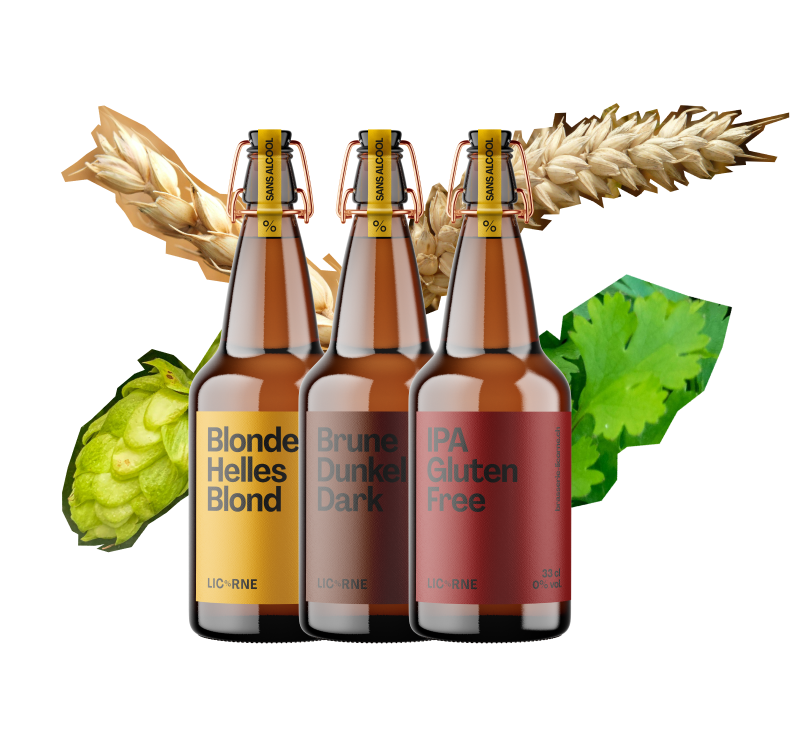 SANS ALCOOL
%
SANS ALCOOL
%
SANS ALCOOL
%
Blonde
Helles
Blond
LIC%RNE
Brune
Dunkel
Dark
LIC%RNE
IPA
Gluten
Free
LIC%RNE
33 cl
0% vol.